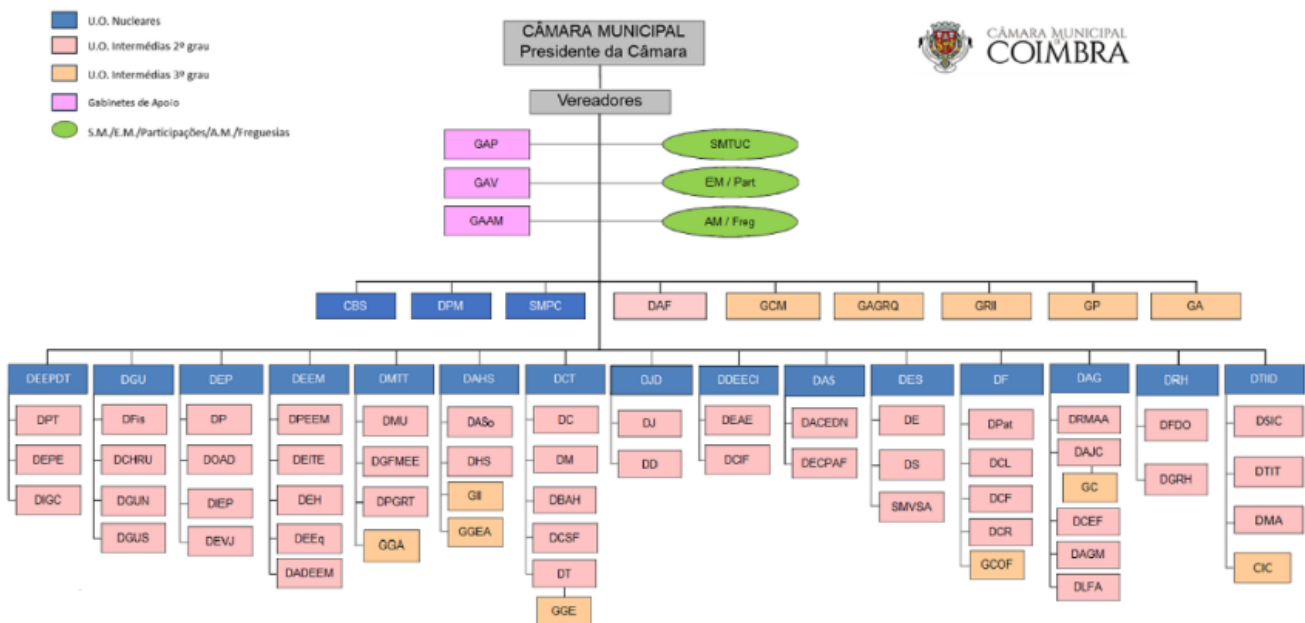 U.O. Nucleares
U.O. Intermédias 2º grau
U.O. Intermédias 3º grau
Gabinetes de Apoio
S.M./E.M./Participações/A.M./Freguesias
CÂMARA MUNICIPAL
Presidente da Câmara
CÂMARA MUNICIPAL
DE
COIMBRA
Vereadores
GAP
SMTUC
GAV
EM / Part
GAAM
AM / Freg
CBS
DPM
SMPC
DAF
GCM
GAGRQ
GRII
GP
GA
DEEPDT
DPT
DEPE
DIGC
DGU
DFis
DCHRU
DGUN
DGUS
DEP
DP
DOAD
DIEP
DEVJ
DEEM
DPEEM
DEITE
DEH
DEEq
DADEEM
DMTT
DMU
DGFMEE
DPGRT
GGA
DAHS
DASo
DHS
GII
GGEA
DCT
DC
DM
DBAH
DCSF
DT
GGE
DJD
DJ
DD
DDEECI
DEAE
DCIF
DAS
DACEDN
DECPAF
DES
DE
DS
SMVSA
DF
DPat
DCL
DCF
DCR
GCOF
DAG
DRMAA
DAJC
GC
DCEF
DAGM
DLFA
DRH
DFDO
DGRH
DTIID
DSIC
DTIT
DMA
CIC